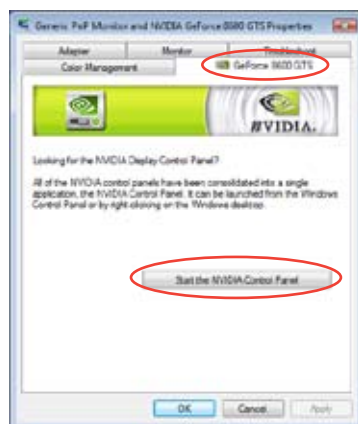 Generic PnP Monitor and NVIDIA GeForce 8600 GTS Properties
Adapter Monitor Troubleshoot
Color Management GeForce 8600 GTS
NVIDIA.
Looking for the NVIDIA Display Control Panel?
All of the NVIDIA control panels have been consolidated into a single
application, the NVIDIA Control Panel. It can be launched from the Windows
Control Panel or by right clicking on the Windows desktop.
Start the NVIDIA Control Panel
OK Cancel Apply